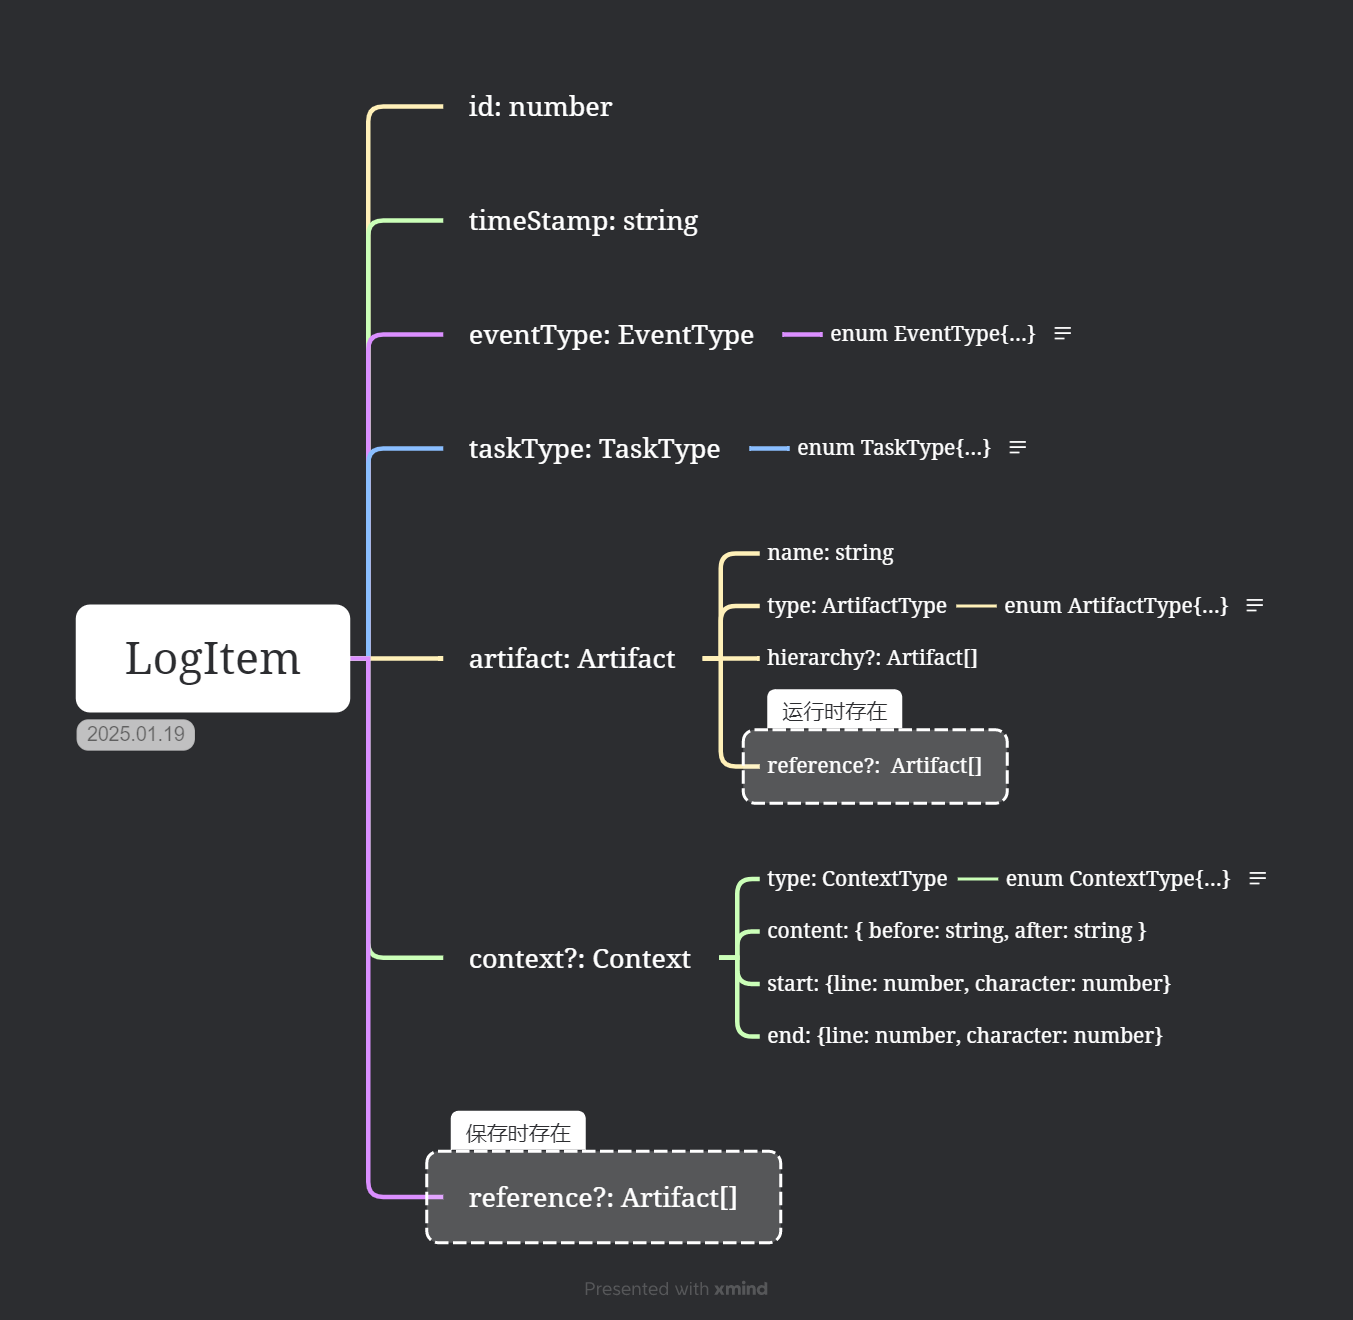 id: number
timeStamp: string
eventType: EventType
enum EventType{...}
taskType: TaskType
enum TaskType{...}
LogItem
2025.01.19
artifact: Artifact
name: string
type: ArtifactType
enum ArtifactType{...}
hierarchy?: Artifact[]
运行时存在
reference?:  Artifact[]
context?: Context
type: ContextType
enum ContextType{...}
content: { before: string, after: string }
start: {line: number, character: number}
end: {line: number, character: number}
保存时存在
reference?: Artifact[]
Presented with xmind